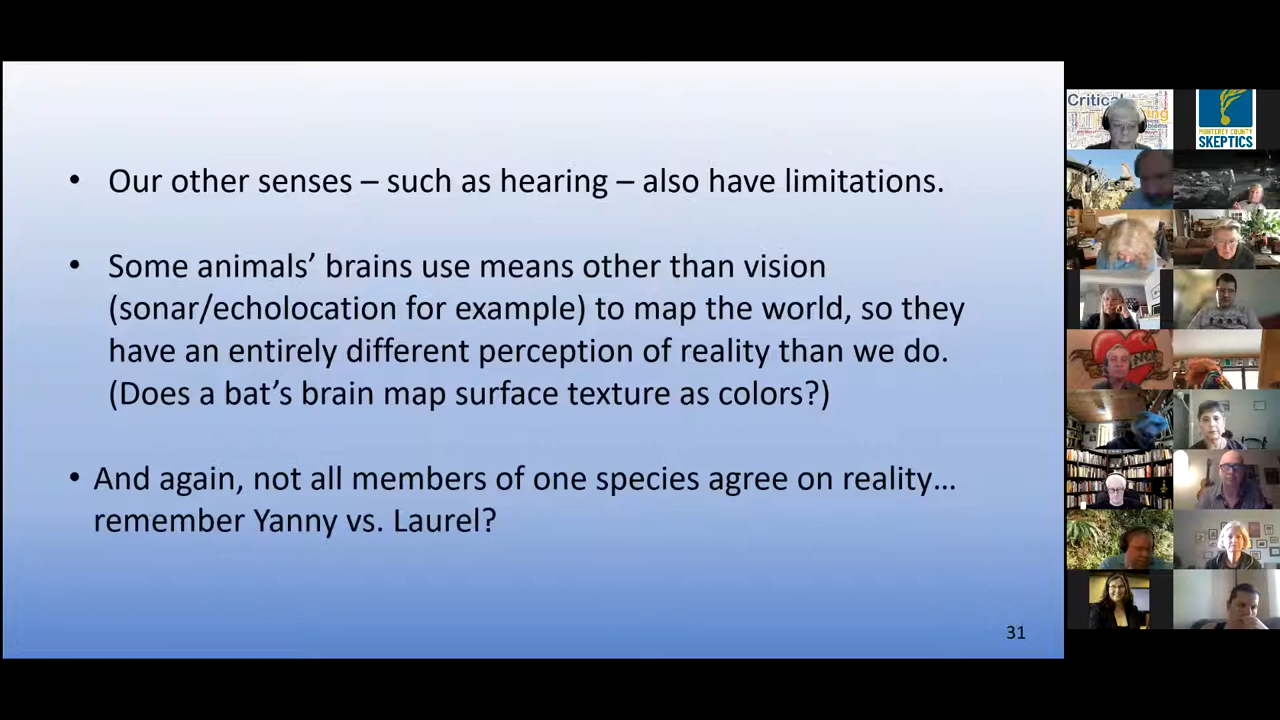 • Our other senses – such as hearing – also have limitations.
• Some animals’ brains use means other than vision
(sonar/echolocation for example) to map the world, so they
have an entirely different perception of reality than we do.
(Does a bat’s brain map surface texture as colors?)
• And again, not all members of one species agree on reality…
remember Yanny vs. Laurel?
31
Critical
MONTEREY COUNTY
SKEPTICS